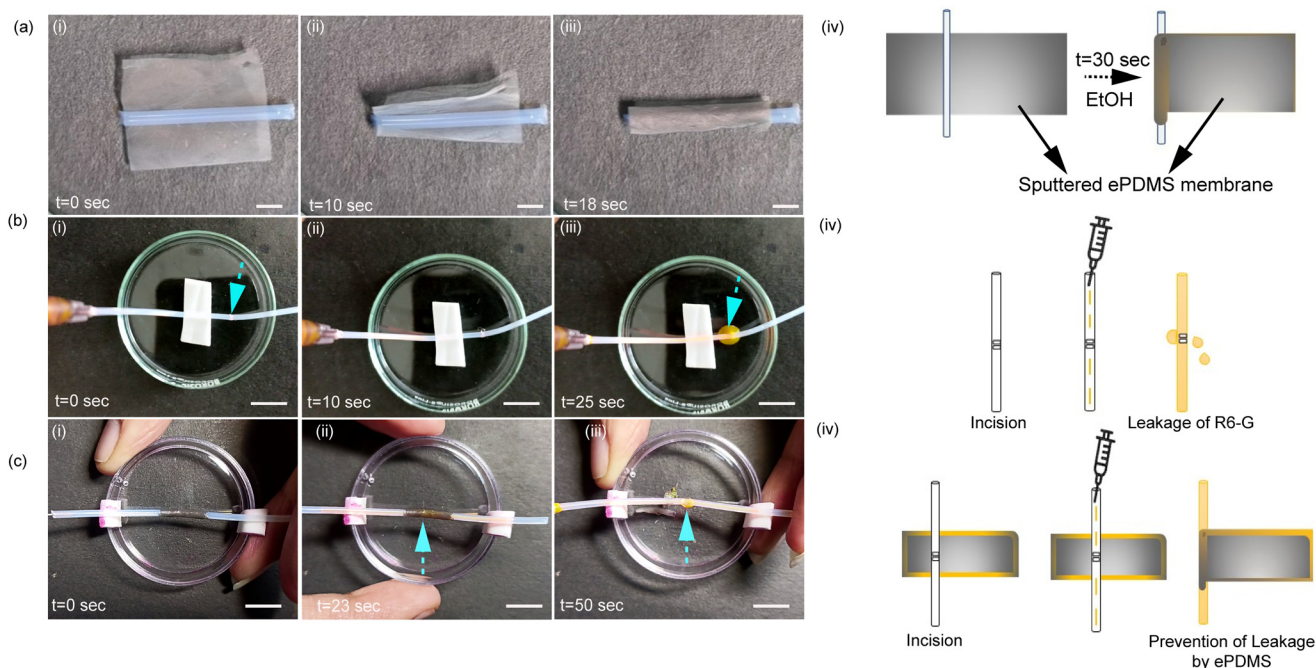 (a)
(i)
t=0 sec
(ii)
t=10 sec
(iii)
t=18 sec
(iv)
t=30 sec
EtOH
Sputtered ePDMS membrane
(b)
(i)
t=0 sec
(ii)
t=10 sec
(iii)
t=25 sec
(iv)
Incision
Leakage of R6-G
(c)
(i)
t=0 sec
(ii)
t=23 sec
(iii)
t=50 sec
(iv)
Incision
Prevention of Leakage
by ePDMS